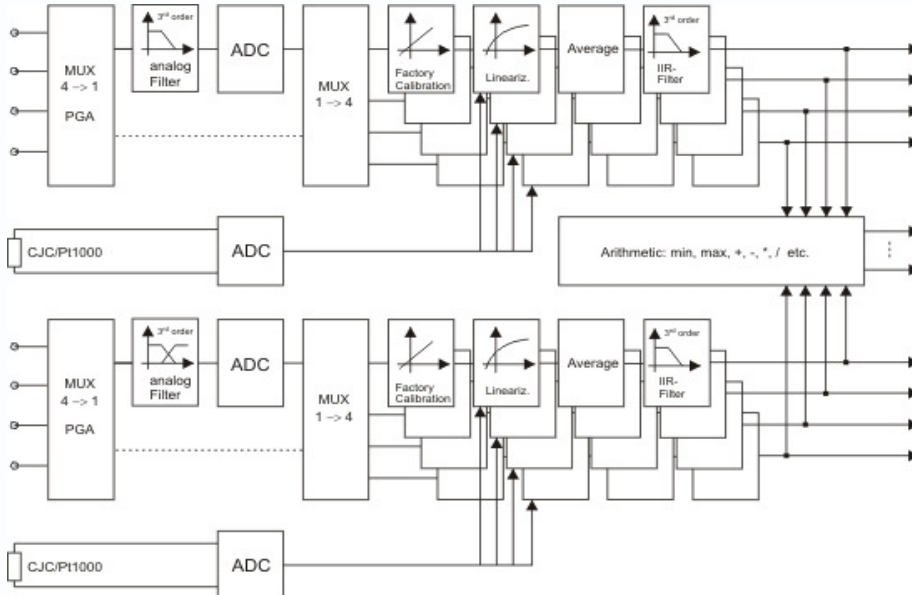 3rd order
analog
Filter
MUX
4 –> 1
PGA
ADC
MUX
1 –> 4
Factory
Calibration
Lineariz.
Average
3rd order
IIR-
Filter
CJC/Pt1000
ADC
Arithmetic: min, max, +, -, *, / etc.
3rd order
analog
Filter
MUX
4 –> 1
PGA
ADC
MUX
1 –> 4
Factory
Calibration
Lineariz.
Average
3rd order
IIR-
Filter
CJC/Pt1000
ADC